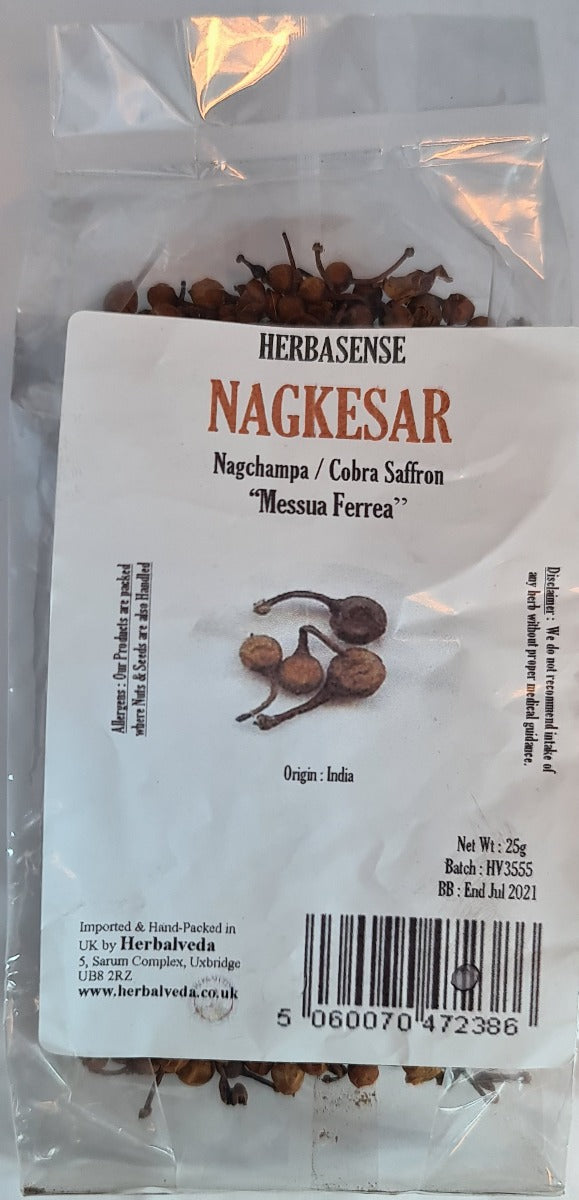 HERBASENSE
NAGKESAR
Nagchampa / Cobra Saffron
“Messua Ferrea”
Allergens : Our Products are packed
where Nuts & Seeds are also Handled
Disclaimer : We do not recommend intake of
any herb without proper medical guidance.
Origin : India
Net Wt : 25g
Batch : HV3555
BB : End Jul 2021
Imported & Hand-Packed in
UK by Herbalveda
5, Sarum Complex, Uxbridge
UB8 2RZ
www.herbalveda.co.uk
5 060070 472386